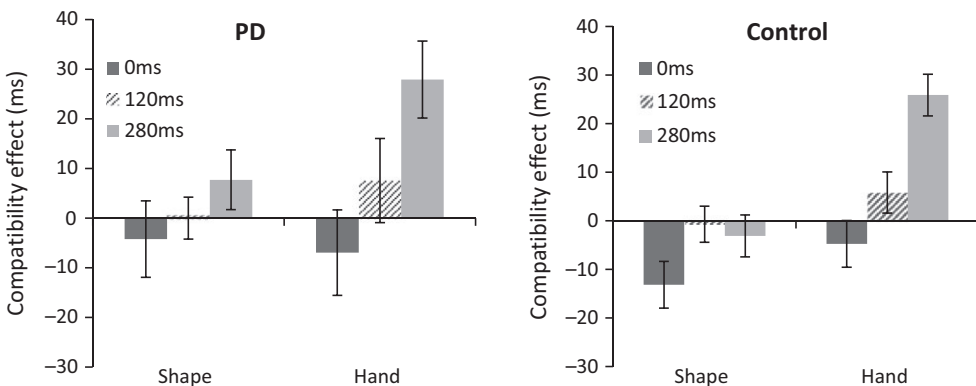 PD
Compatibility effect (ms)
40
30
20
10
0
−10
−20
−30
0ms
120ms
280ms
Shape
Hand
Control
Compatibility effect (ms)
40
30
20
10
0
−10
−20
−30
0ms
120ms
280ms
Shape
Hand